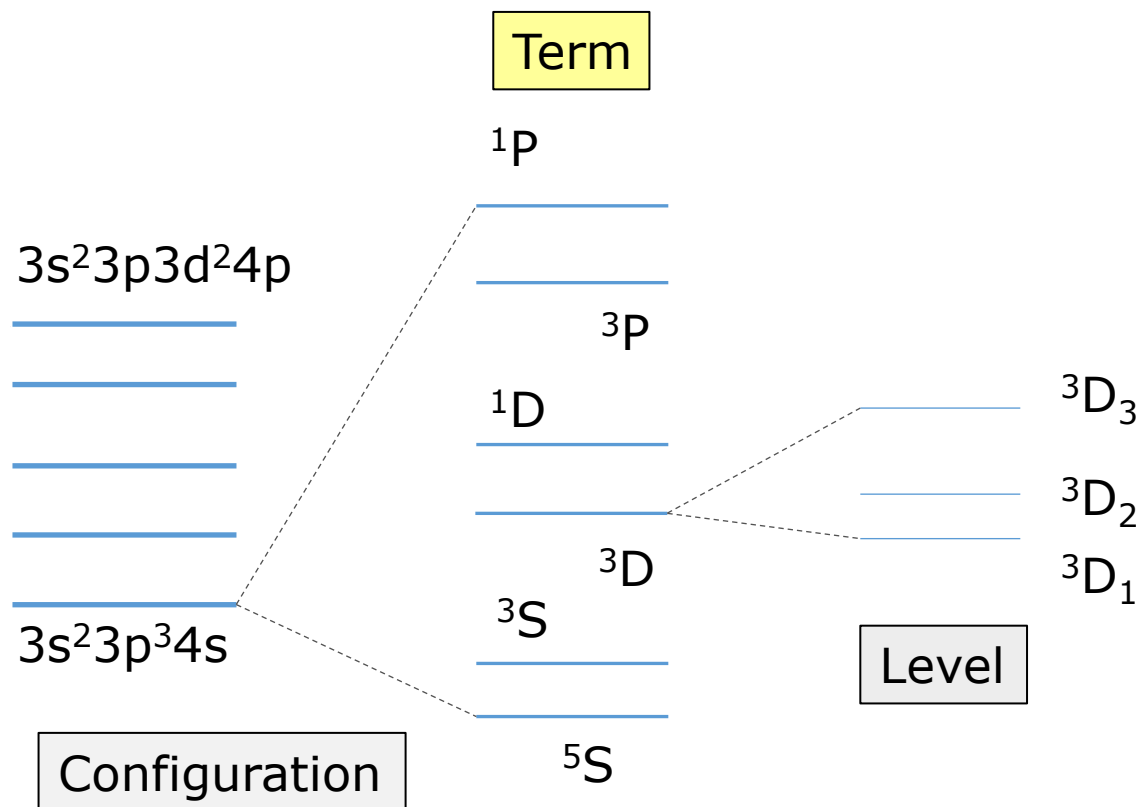 Term
¹P
3s²3p3d²4p
³P
¹D
³D₃
³D₂
³D
³D₁
³S
3s²3p³4s
Level
⁵S
Configuration